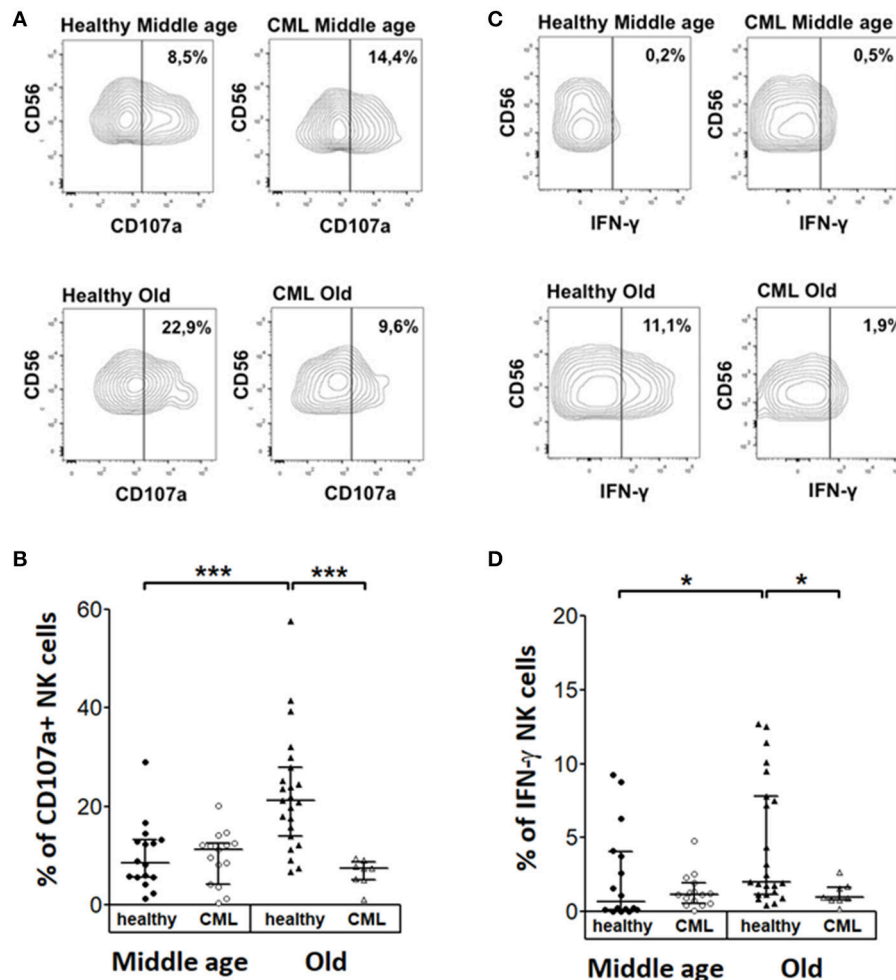 A
Healthy Middle age
8,5%
CD56
CD107a
CML Middle age
14,4%
CD56
CD107a
Healthy Old
22,9%
CD56
CD107a
CML Old
9,6%
CD56
CD107a
B
***
***
% of CD107a+ NK cells
60
40
20
0
healthy
CML
healthy
CML
Middle age
Old
C
Healthy Middle age
0,2%
CD56
IFN-γ
CML Middle age
0,5%
CD56
IFN-γ
Healthy Old
11,1%
CD56
IFN-γ
CML Old
1,9%
CD56
IFN-γ
D
*
*
% of IFN-γ NK cells
20
15
10
5
0
healthy
CML
healthy
CML
Middle age
Old